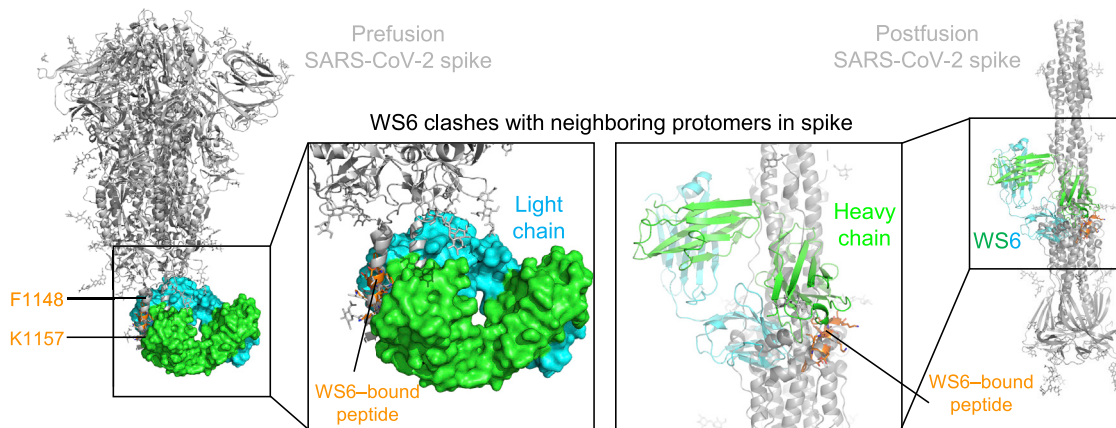 Prefusion
SARS-CoV-2 spike
Postfusion
SARS-CoV-2 spike
WS6 clashes with neighboring protomers in spike
Light
chain
Heavy
chain
WS6
F1148
K1157
WS6–bound
peptide
WS6–bound
peptide